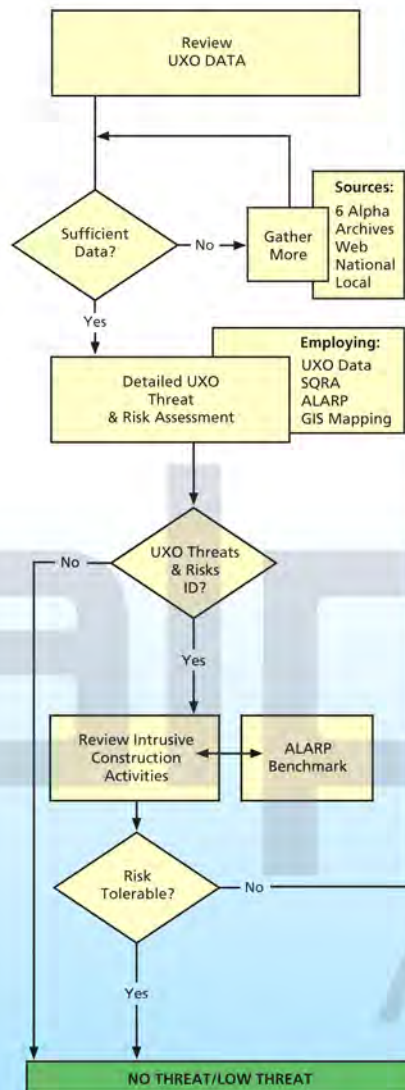 Review
UXO DATA
Sources:
6 Alpha
Archives
Web
National
Local
Sufficient
Data?
No
Gather
More
Yes
Employing:
UXO Data
SQRA
ALARP
GIS Mapping
Detailed UXO
Threat
& Risk Assessment
No
UXO Threats
& Risks
ID?
Yes
Review Intrusive
Construction
Activities
ALARP
Benchmark
Risk
Tolerable?
No
Yes
NO THREAT/LOW THREAT